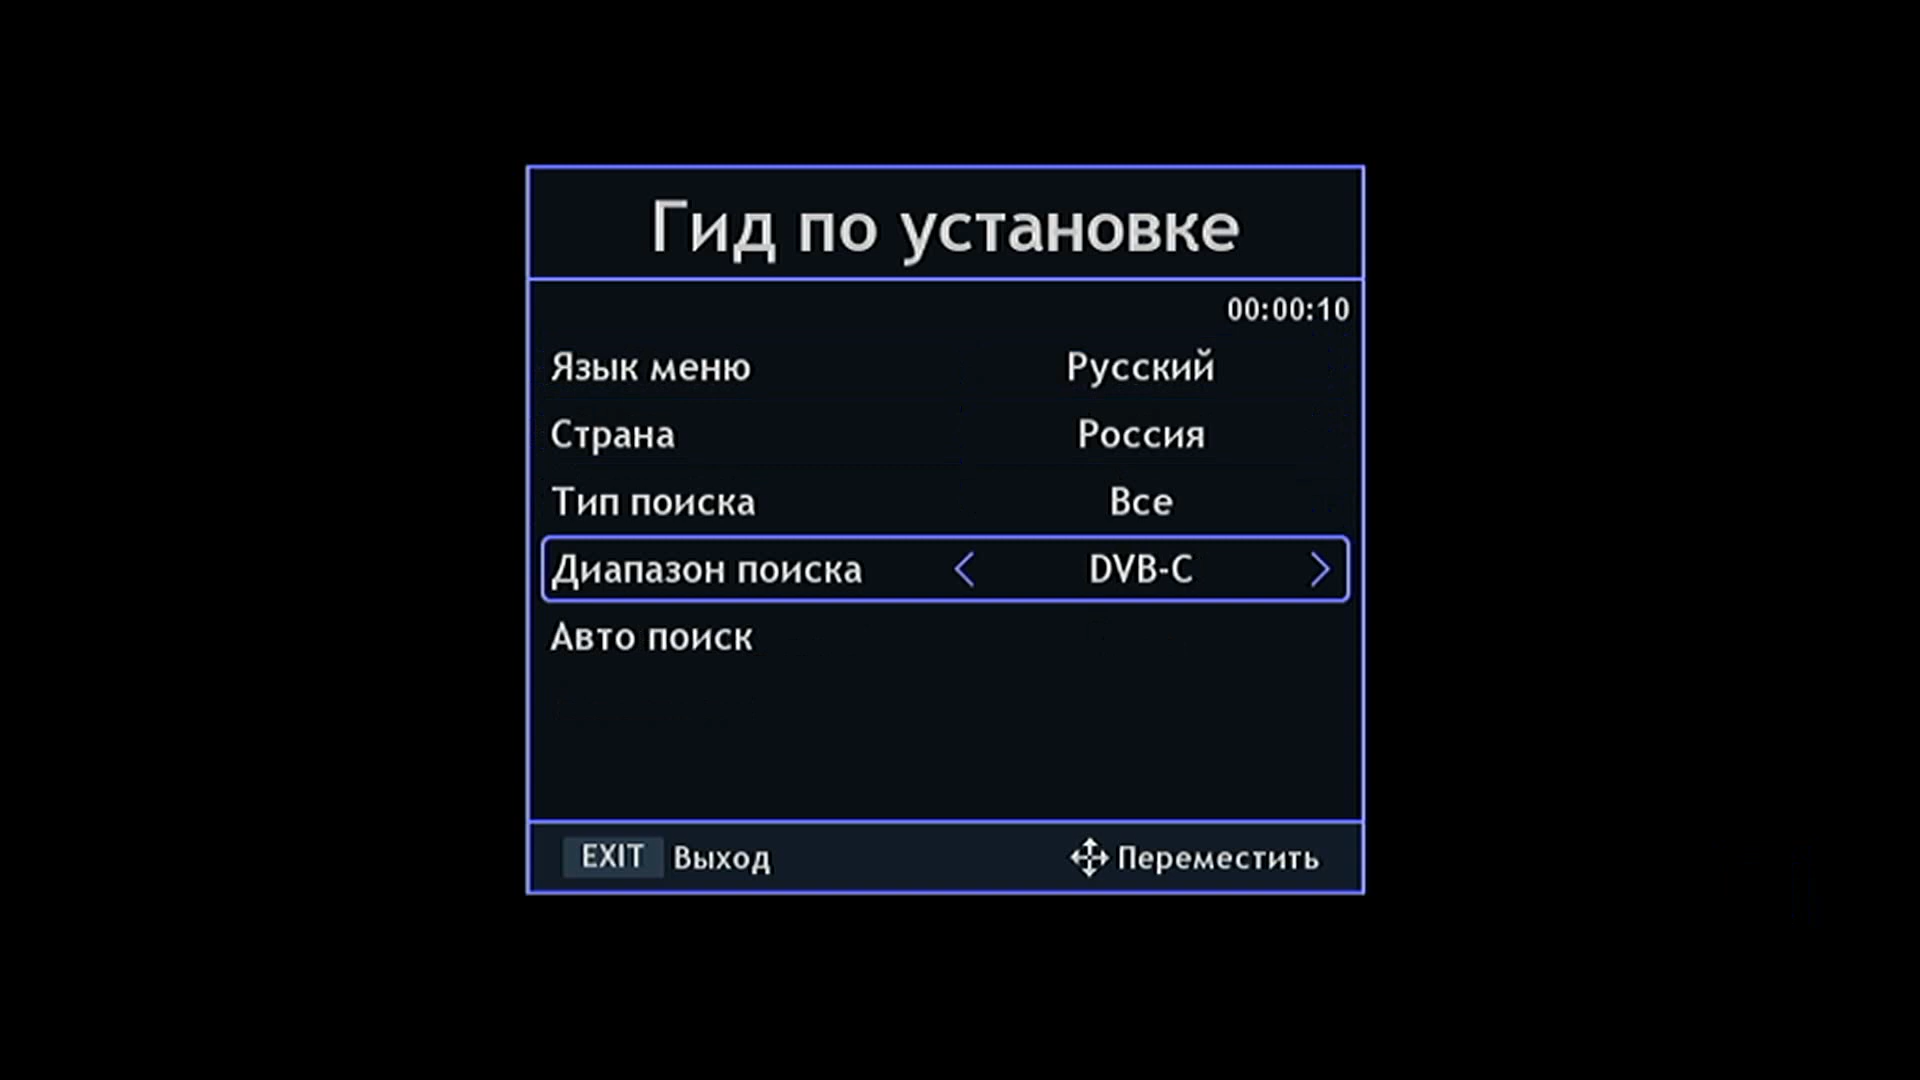 Гид по установке
00:00:10
Язык меню Русский
Страна Россия
Тип поиска Все
Диапазон поиска DVB-C
Авто поиск
EXIT Выход Переместить